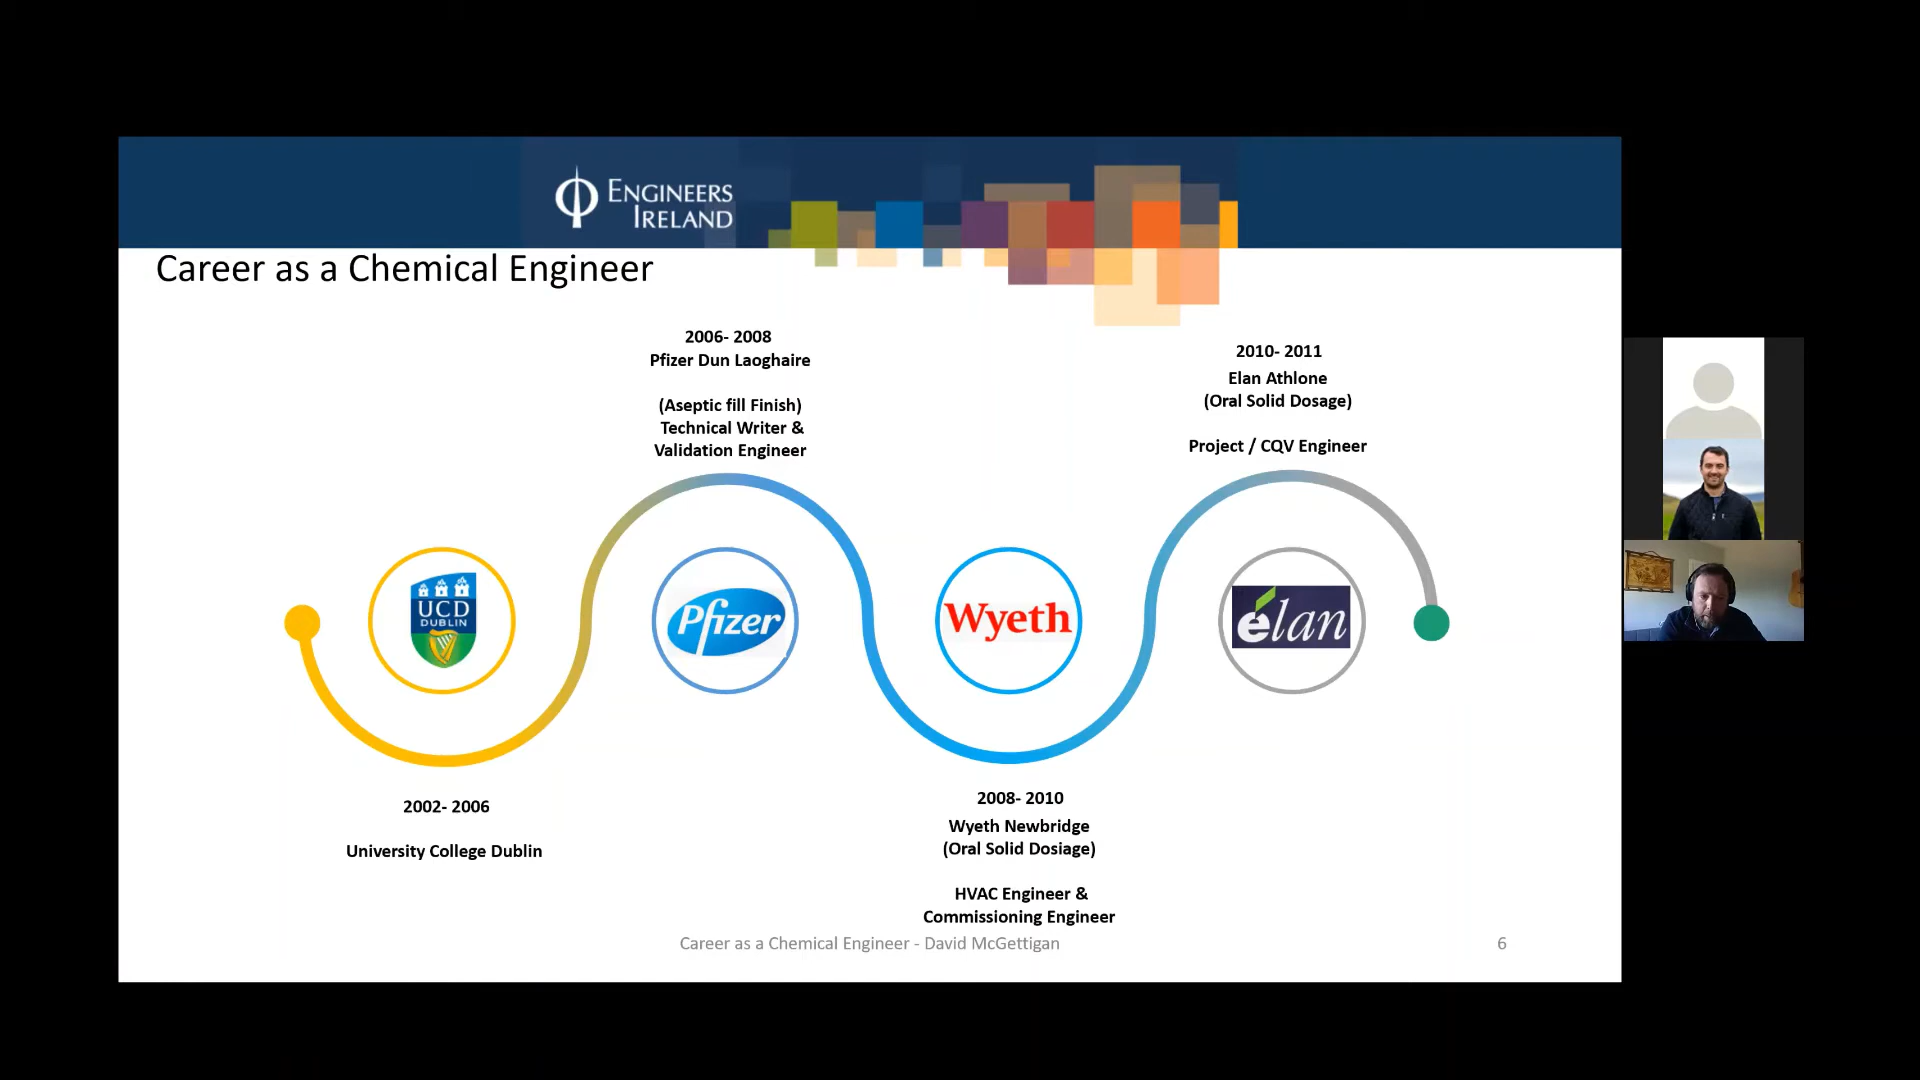 ENGINEERS
IRELAND
Career as a Chemical Engineer
2006- 2008
Pfizer Dun Laoghaire
(Aseptic fill Finish)
Technical Writer &
Validation Engineer
2010- 2011
Elan Athlone
(Oral Solid Dosage)
Project / CQV Engineer
UCD
DUBLIN
Pfizer
Wyeth
élan
2002- 2006
University College Dublin
2008- 2010
Wyeth Newbridge
(Oral Solid Dosiage)
HVAC Engineer &
Commissioning Engineer
Career as a Chemical Engineer - David McGettigan
6